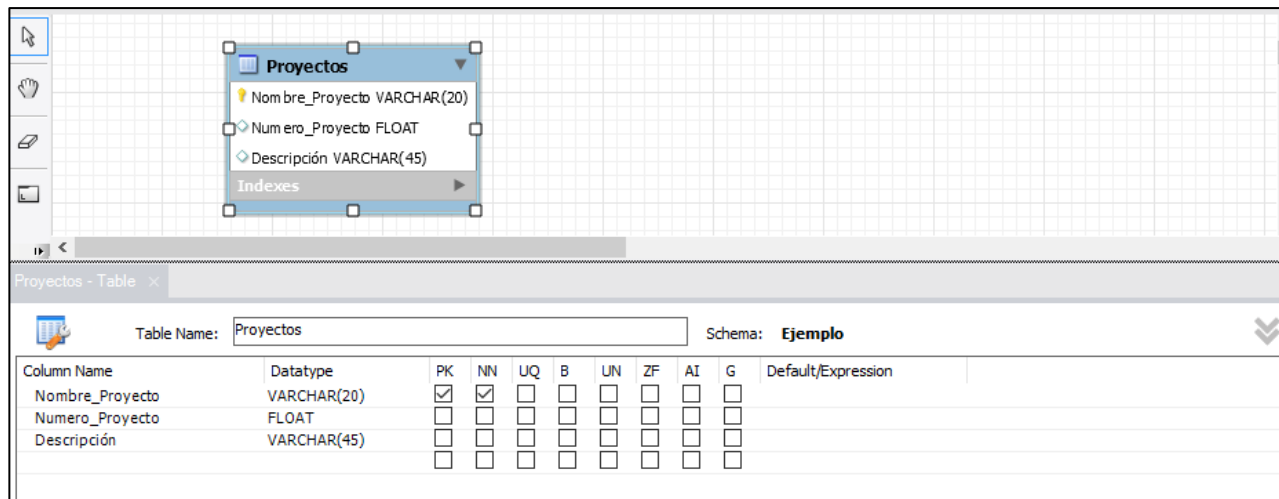 Proyectos
Nombre_Proyecto VARCHAR(20)
Numero_Proyecto FLOAT
Descripción VARCHAR(45)
Indexes
Proyectos - Table
Table Name: Proyectos Schema: Ejemplo
Column Name Datatype PK NN UQ B UN ZF AI G Default/Expression
Nombre_Proyecto VARCHAR(20)
Numero_Proyecto FLOAT
Descripción VARCHAR(45)